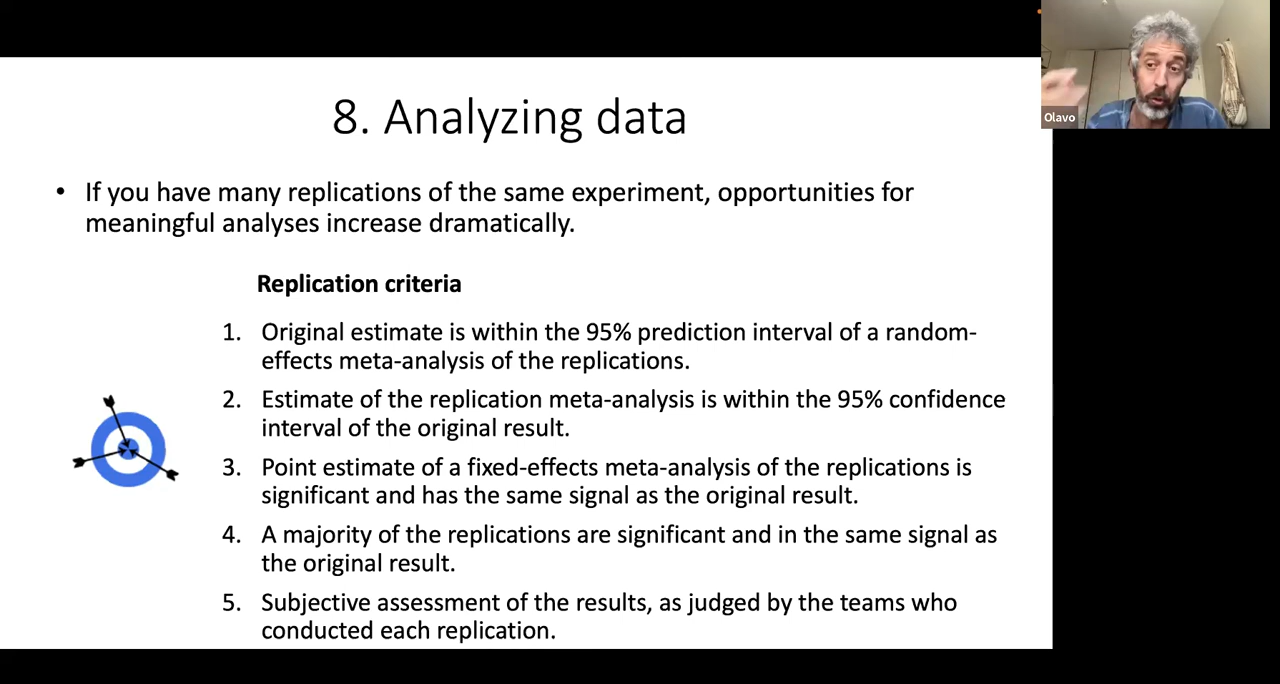 8. Analyzing data
Olavo
• If you have many replications of the same experiment, opportunities for
meaningful analyses increase dramatically.
Replication criteria
1. Original estimate is within the 95% prediction interval of a random-
effects meta-analysis of the replications.
2. Estimate of the replication meta-analysis is within the 95% confidence
interval of the original result.
3. Point estimate of a fixed-effects meta-analysis of the replications is
significant and has the same signal as the original result.
4. A majority of the replications are significant and in the same signal as
the original result.
5. Subjective assessment of the results, as judged by the teams who
conducted each replication.